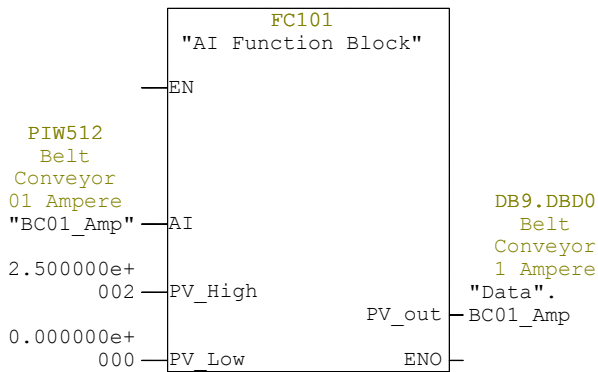 FC101
"AI Function Block"
EN
PIW512
Belt
Conveyor
01 Ampere
"BC01_Amp"
AI
2.500000e+
002
PV_High
0.000000e+
000
PV_Low
DB9.DBD0
Belt
Conveyor
1 Ampere
"Data".
PV_out
BC01_Amp
ENO